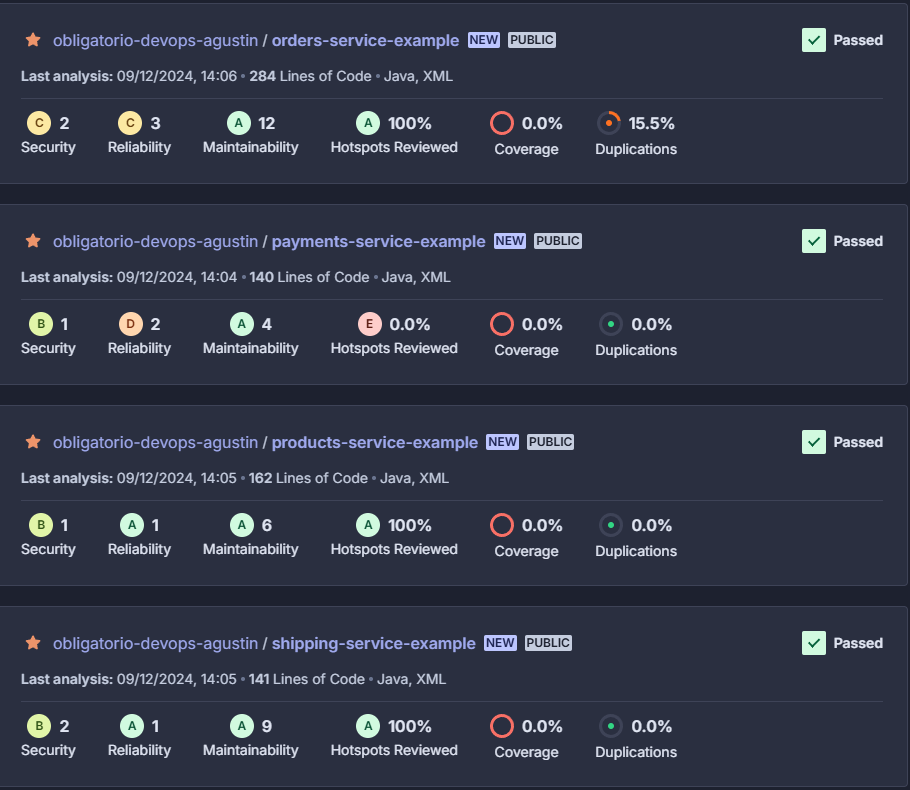 obligatorio-devops-agustin / orders-service-example NEW PUBLIC Passed
Last analysis: 09/12/2024, 14:06 • 284 Lines of Code • Java, XML
C 2 C 3 A 12 A 100% 0.0% 15.5%
Security Reliability Maintainability Hotspots Reviewed Coverage Duplications
obligatorio-devops-agustin / payments-service-example NEW PUBLIC Passed
Last analysis: 09/12/2024, 14:04 • 140 Lines of Code • Java, XML
B 1 D 2 A 4 E 0.0% 0.0% 0.0%
Security Reliability Maintainability Hotspots Reviewed Coverage Duplications
obligatorio-devops-agustin / products-service-example NEW PUBLIC Passed
Last analysis: 09/12/2024, 14:05 • 162 Lines of Code • Java, XML
B 1 A 1 A 6 A 100% 0.0% 0.0%
Security Reliability Maintainability Hotspots Reviewed Coverage Duplications
obligatorio-devops-agustin / shipping-service-example NEW PUBLIC Passed
Last analysis: 09/12/2024, 14:05 • 141 Lines of Code • Java, XML
B 2 A 1 A 9 A 100% 0.0% 0.0%
Security Reliability Maintainability Hotspots Reviewed Coverage Duplications